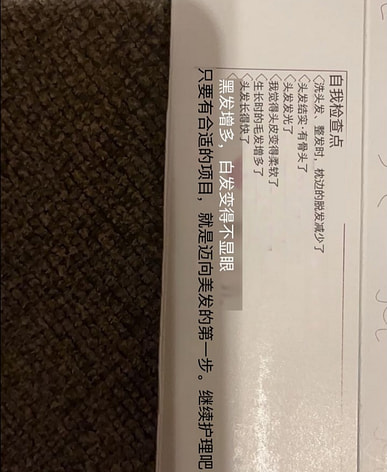 自我检查点
◇洗头发、整发时，枕边的脱发减少了
◇头发结实·有骨头了
◇头发发光了
◇我觉得头皮变得柔软了
◇生长时的毛发增多了
◇头发长得快了
黑发增多，白发变得不显眼
只要有合适的项目，就是迈向美发的第一步。继续护理吧